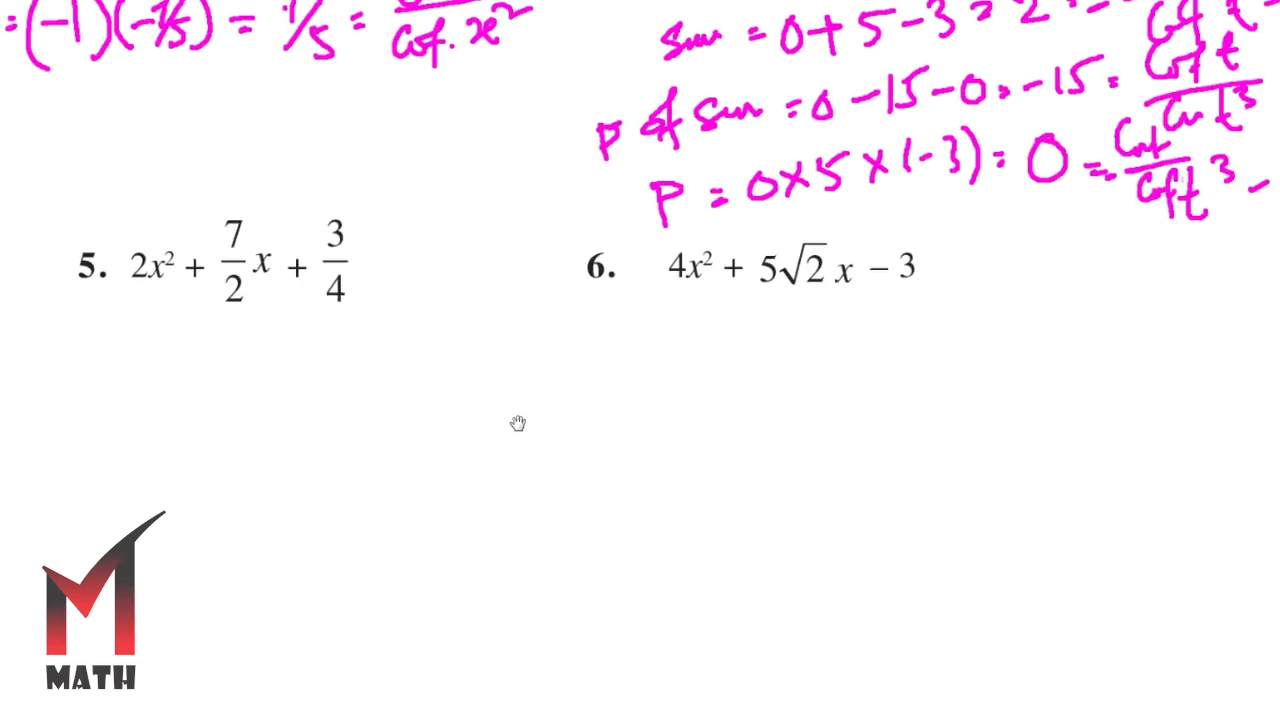 = (-1)(-1/5) = 1/5 = / Cof. x²
Sum = 0 + 5 - 3 = 2
P of Sum = 0 - 15 - 0 = -15 = Cof t / Cof t³
P = 0 × 5 × (-3) = 0 = Cof / Cof t³
5. 2x² + 7/2 x + 3/4
6. 4x² + 5√2 x - 3
MATH